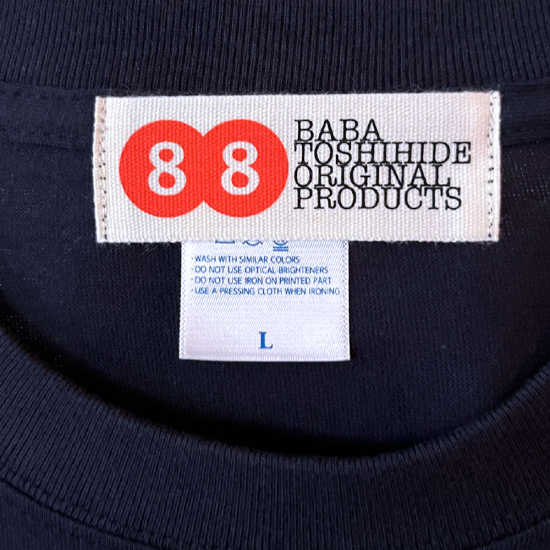 88
BABA
TOSHIHIDE
ORIGINAL
PRODUCTS
·WASH WITH SIMILAR COLORS
·DO NOT USE OPTICAL BRIGHTENERS
·DO NOT USE IRON ON PRINTED PART
·USE A PRESSING CLOTH WHEN IRONING
L